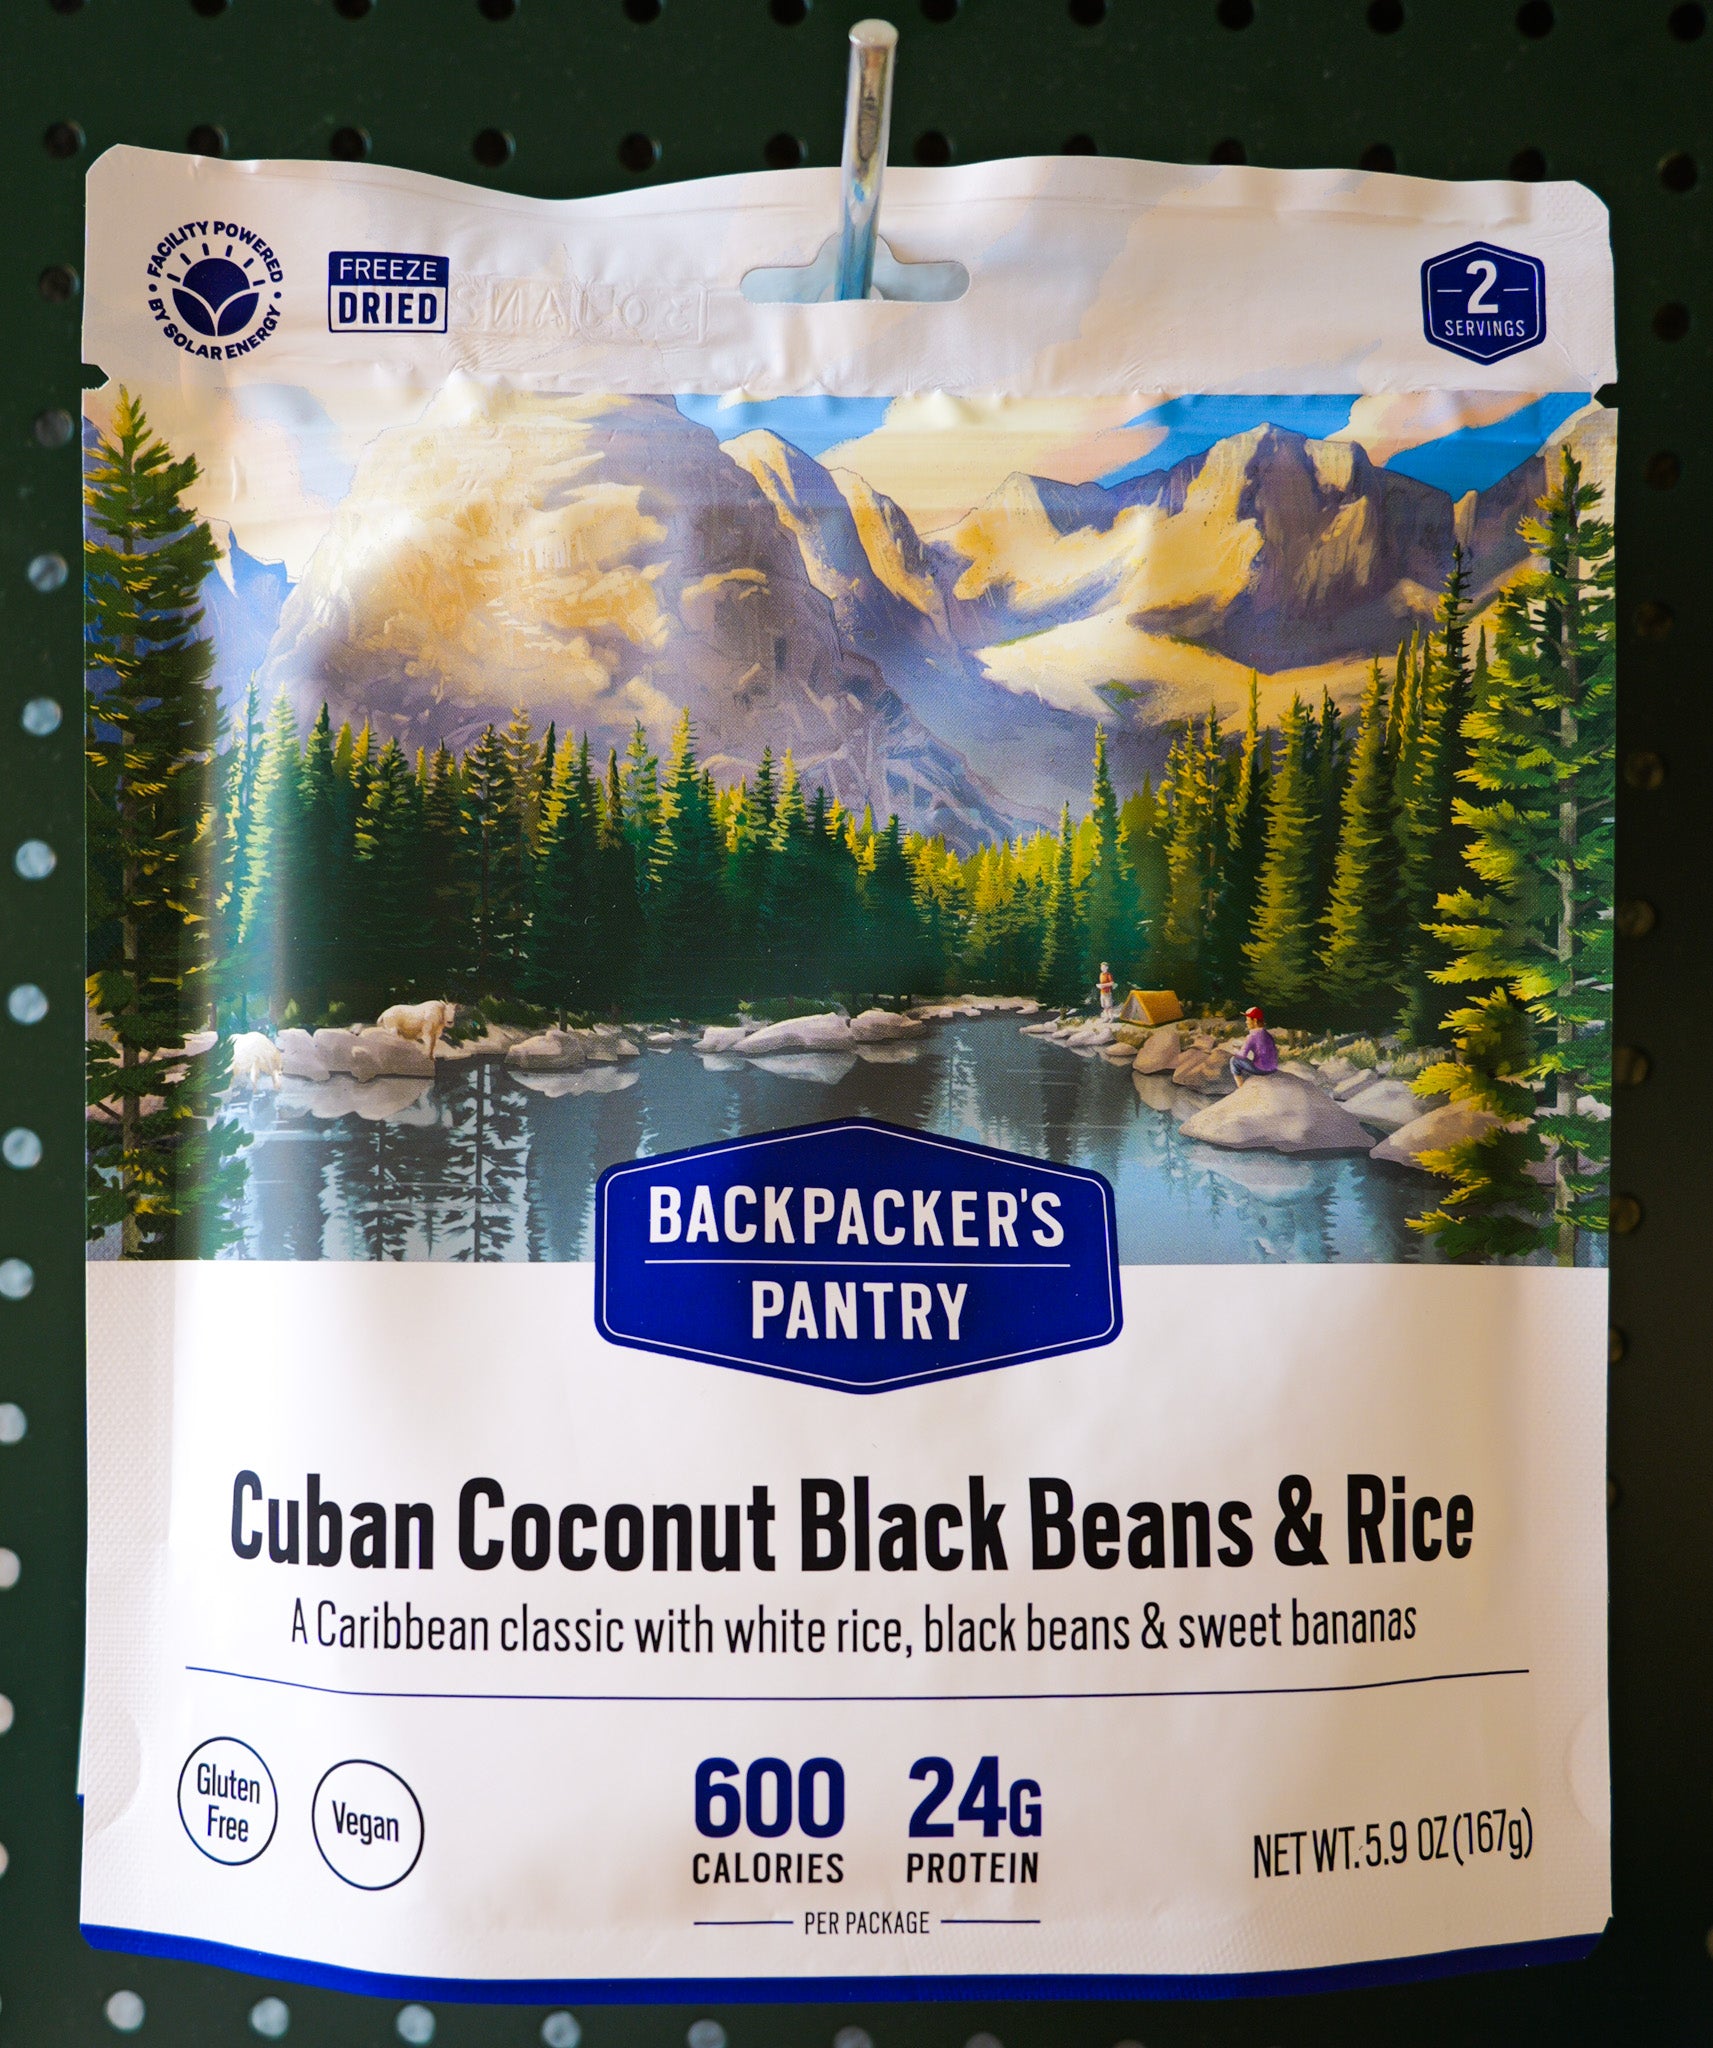 FACILITY POWERED
BY SOLAR ENERGY
FREEZE
DRIED
2
SERVINGS
BACKPACKER'S
PANTRY
Cuban Coconut Black Beans & Rice
A Caribbean classic with white rice, black beans & sweet bananas
Gluten
Free
Vegan
600
CALORIES
24G
PROTEIN
PER PACKAGE
NET WT. 5.9 OZ (167g)